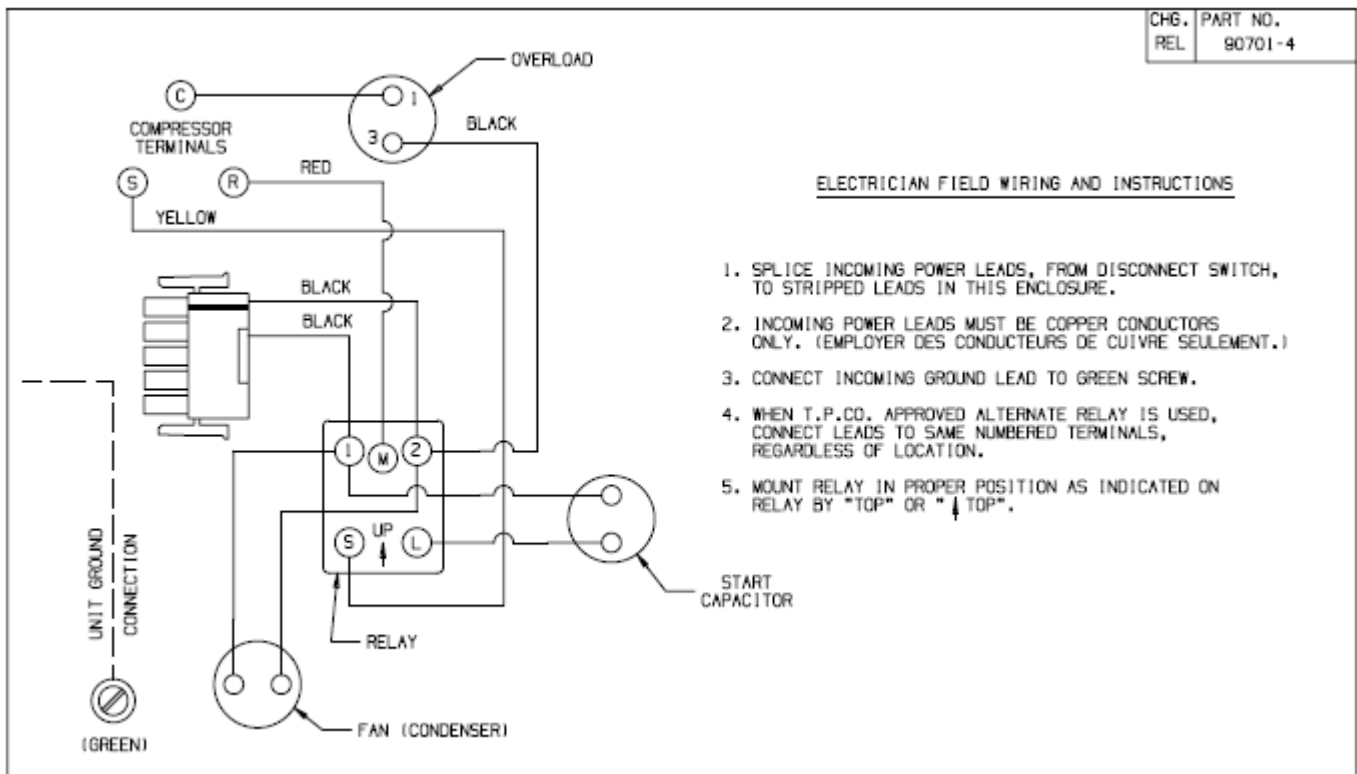 CHG. PART NO.
REL 90701-4
OVERLOAD
C
1
COMPRESSOR
TERMINALS
3
BLACK
S
R
RED
YELLOW
ELECTRICIAN FIELD WIRING AND INSTRUCTIONS
1. SPLICE INCOMING POWER LEADS, FROM DISCONNECT SWITCH,
TO STRIPPED LEADS IN THIS ENCLOSURE.
BLACK
BLACK
2. INCOMING POWER LEADS MUST BE COPPER CONDUCTORS
ONLY. (EMPLOYER DES CONDUCTEURS DE CUIVRE SEULEMENT.)
3. CONNECT INCOMING GROUND LEAD TO GREEN SCREW.
4. WHEN T.P.CO. APPROVED ALTERNATE RELAY IS USED,
CONNECT LEADS TO SAME NUMBERED TERMINALS,
REGARDLESS OF LOCATION.
5. MOUNT RELAY IN PROPER POSITION AS INDICATED ON
RELAY BY "TOP" OR "↑TOP".
1
M
2
S
UP
L
START
CAPACITOR
RELAY
UNIT GROUND
CONNECTION
FAN (CONDENSER)
(GREEN)